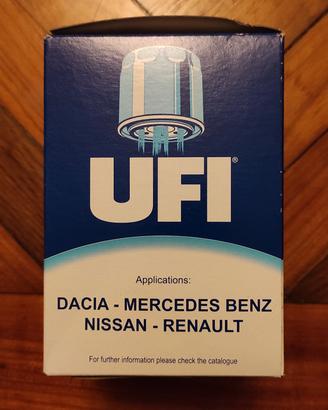 UFI®
Applications:
DACIA - MERCEDES BENZ
NISSAN - RENAULT
For further information please check the catalogue